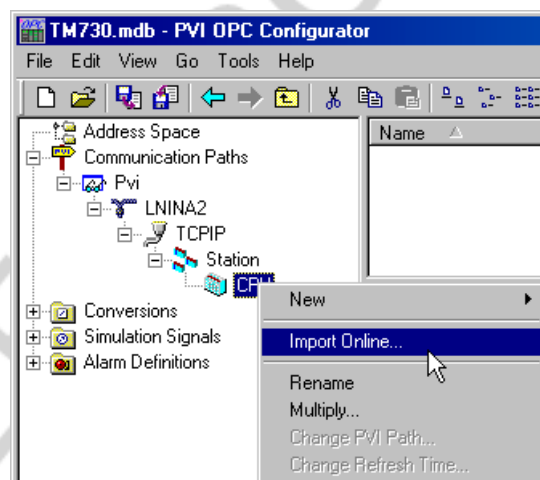 TM730.mdb - PVI OPC Configurator
File Edit View Go Tools Help
Address Space
Name
Communication Paths
Pvi
LNINA2
TCPIP
Station
CPU
New
Conversions
Import Online...
Simulation Signals
Alarm Definitions
Rename
Multiply...
Change PVI Path...
Change Refresh Time...